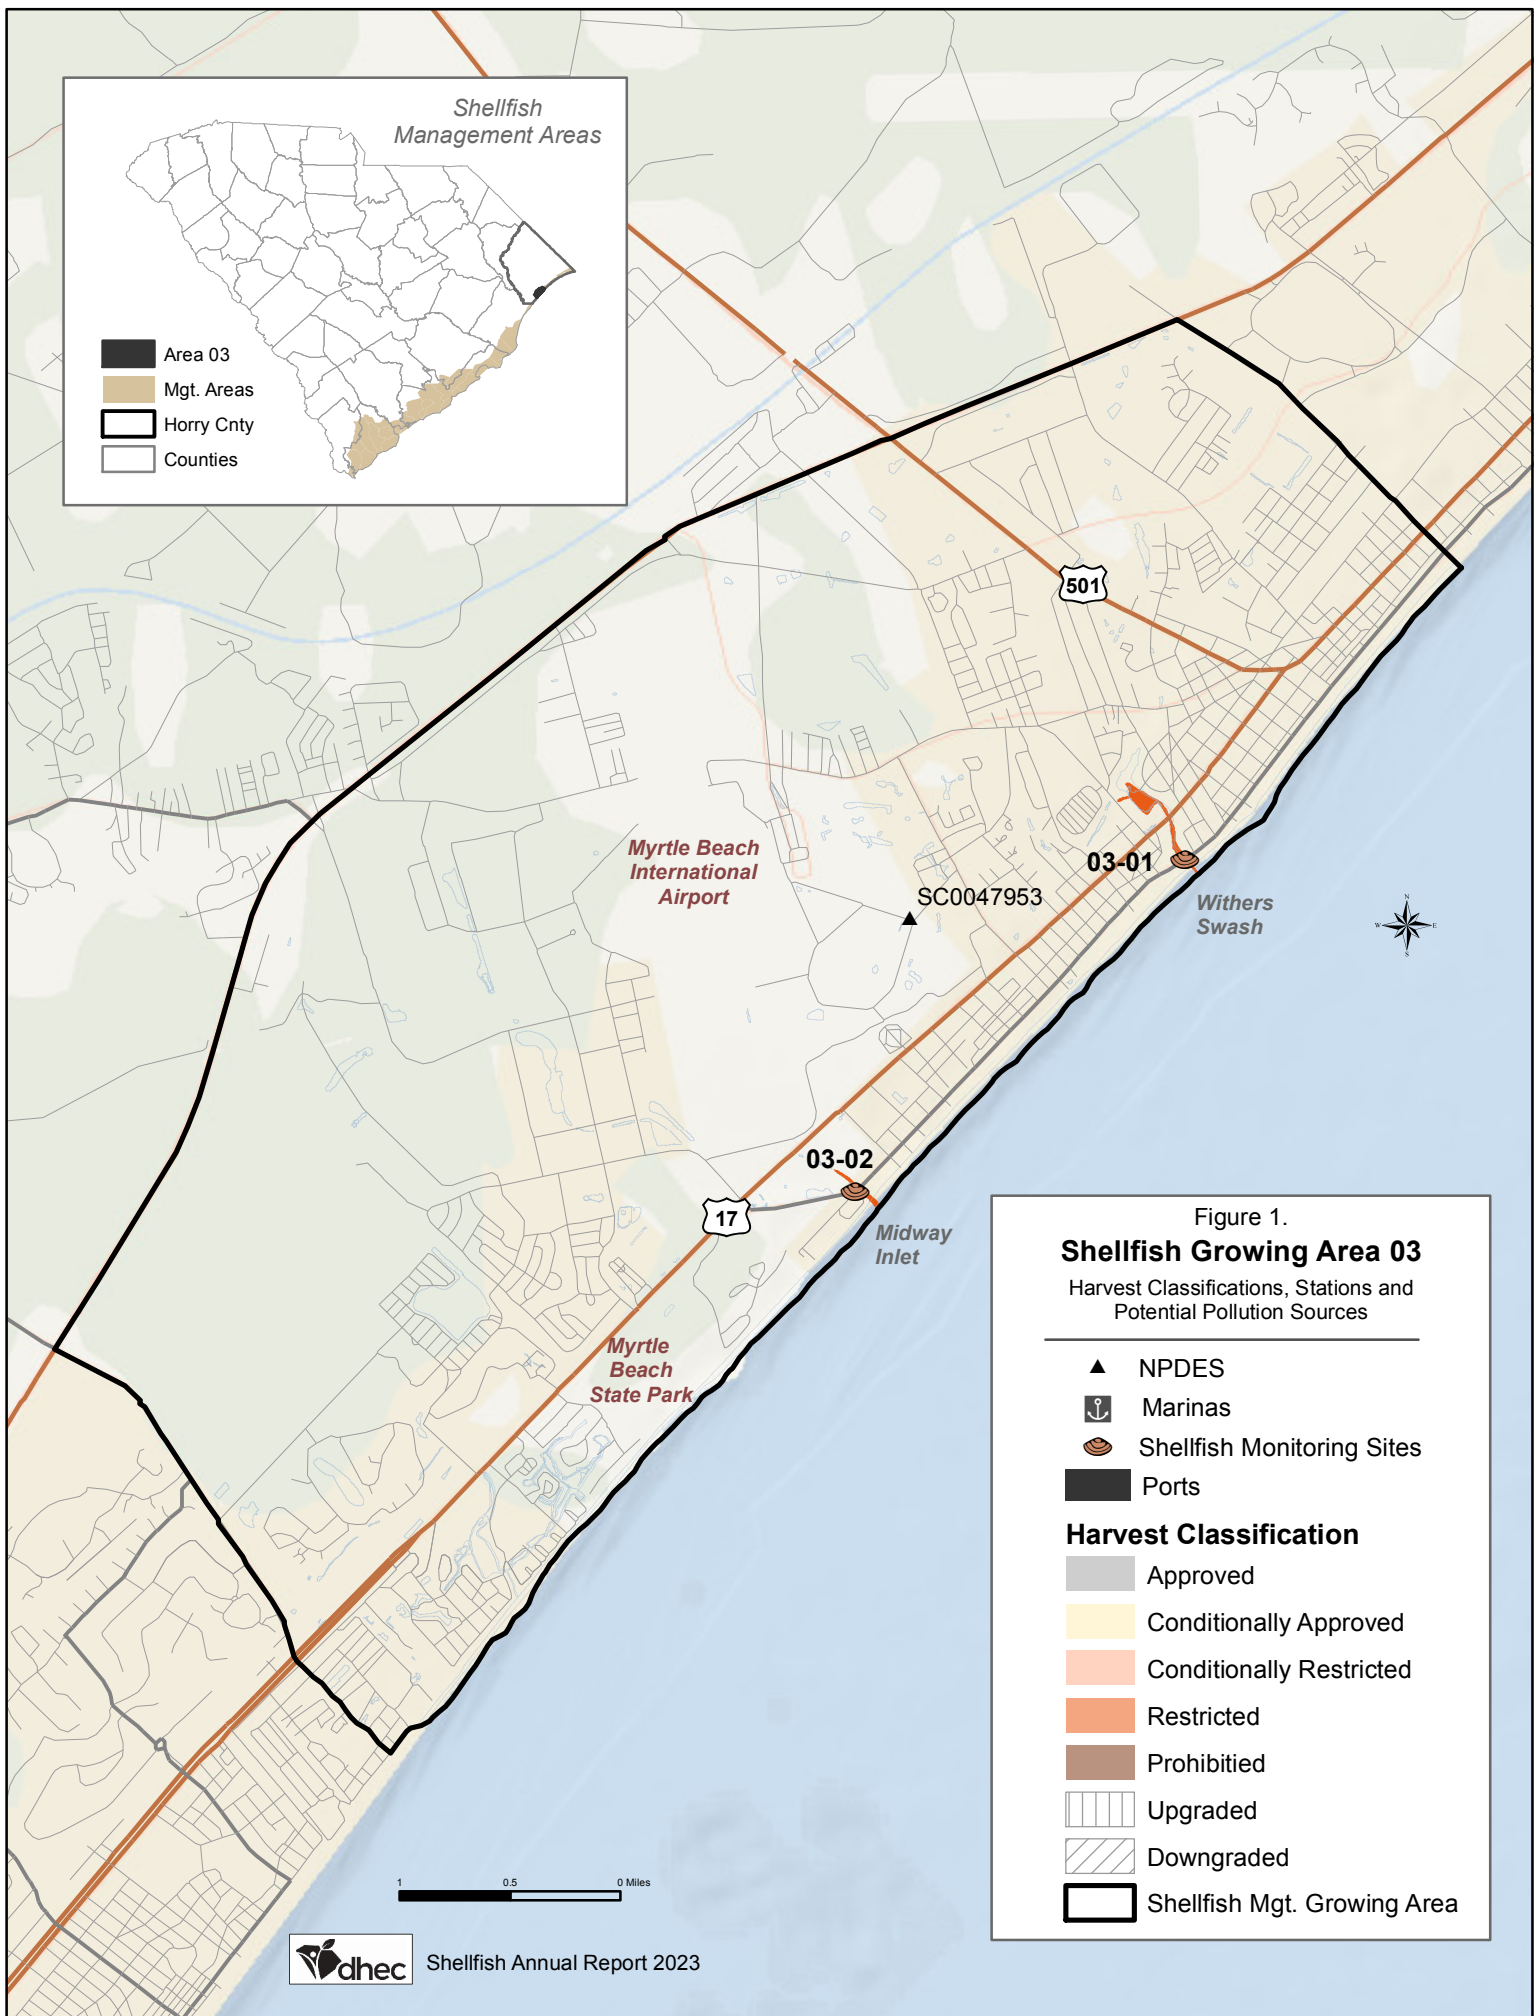 Shellfish
Management Areas
Area 03
Mgt. Areas
Horry Cnty
Counties
501
Myrtle Beach
International
Airport
SC0047953
03-01
Withers
Swash
N
W
E
S
03-02
17
Midway
Inlet
Myrtle
Beach
State Park
Figure 1.
Shellfish Growing Area 03
Harvest Classifications, Stations and
Potential Pollution Sources
NPDES
Marinas
Shellfish Monitoring Sites
Ports
Harvest Classification
Approved
Conditionally Approved
Conditionally Restricted
Restricted
Prohibitied
Upgraded
Downgraded
Shellfish Mgt. Growing Area
1 0.5 0 Miles
dhec
Shellfish Annual Report 2023